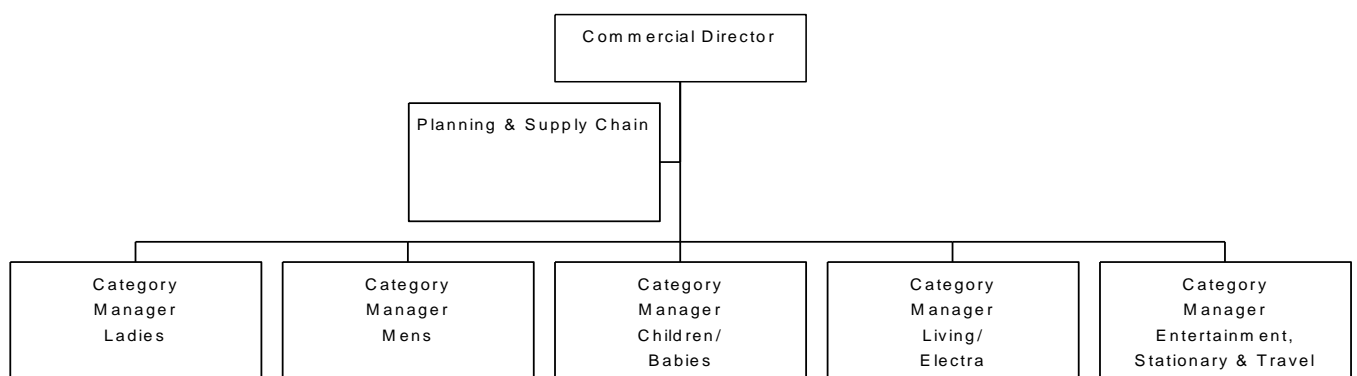 Commercial Director
Planning & Supply Chain
Category
Manager
Ladies
Category
Manager
Mens
Category
Manager
Children/
Babies
Category
Manager
Living/
Electra
Category
Manager
Entertainment,
Stationary & Travel